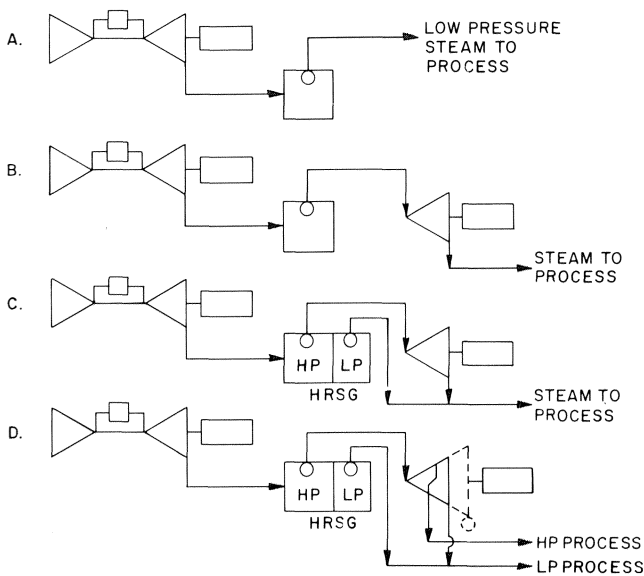 A.
LOW PRESSURE
STEAM TO
PROCESS
B.
STEAM TO
PROCESS
C.
HP LP
HRSG
STEAM TO
PROCESS
D.
HP LP
HRSG
HP PROCESS
LP PROCESS